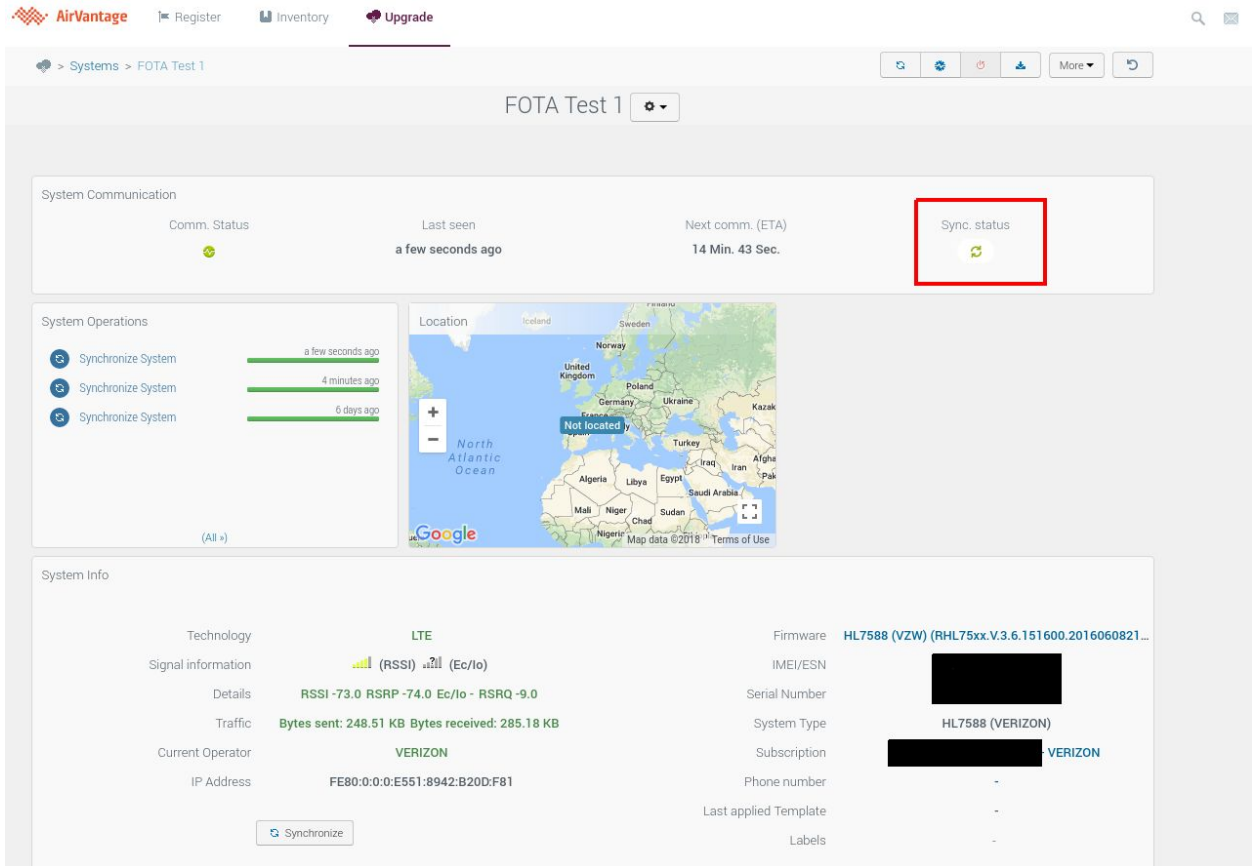 AirVantage Register Inventory Upgrade
> Systems > FOTA Test 1 More
FOTA Test 1
System Communication
Comm. Status Last seen Next comm. (ETA) Sync. status
a few seconds ago 14 Min. 43 Sec.
System Operations
Synchronize System a few seconds ago
Synchronize System 4 minutes ago
Synchronize System 6 days ago
(All »)
Location
Iceland
Finland
Sweden
Norway
United
Kingdom
Poland
Germany
Ukraine
Kazak
France
Not located
Turkey
North
Atlantic
Ocean
Iraq
Iran
Afgha
Pak
Algeria
Libya
Egypt
Saudi Arabia
Mali
Niger
Chad
Sudan
Nigeria
+
−
Google
Map data ©2018 Terms of Use
System Info
Technology LTE
Signal information (RSSI) ? (Ec/Io)
Details RSSI -73.0 RSRP -74.0 Ec/Io - RSRQ -9.0
Traffic Bytes sent: 248.51 KB Bytes received: 285.18 KB
Current Operator VERIZON
IP Address FE80:0:0:0:E551:8942:B20D:F81
Synchronize
Firmware HL7588 (VZW) (RHL75xx.V.3.6.151600.2016060821...
IMEI/ESN
Serial Number
System Type HL7588 (VERIZON)
Subscription - VERIZON
Phone number -
Last applied Template -
Labels -